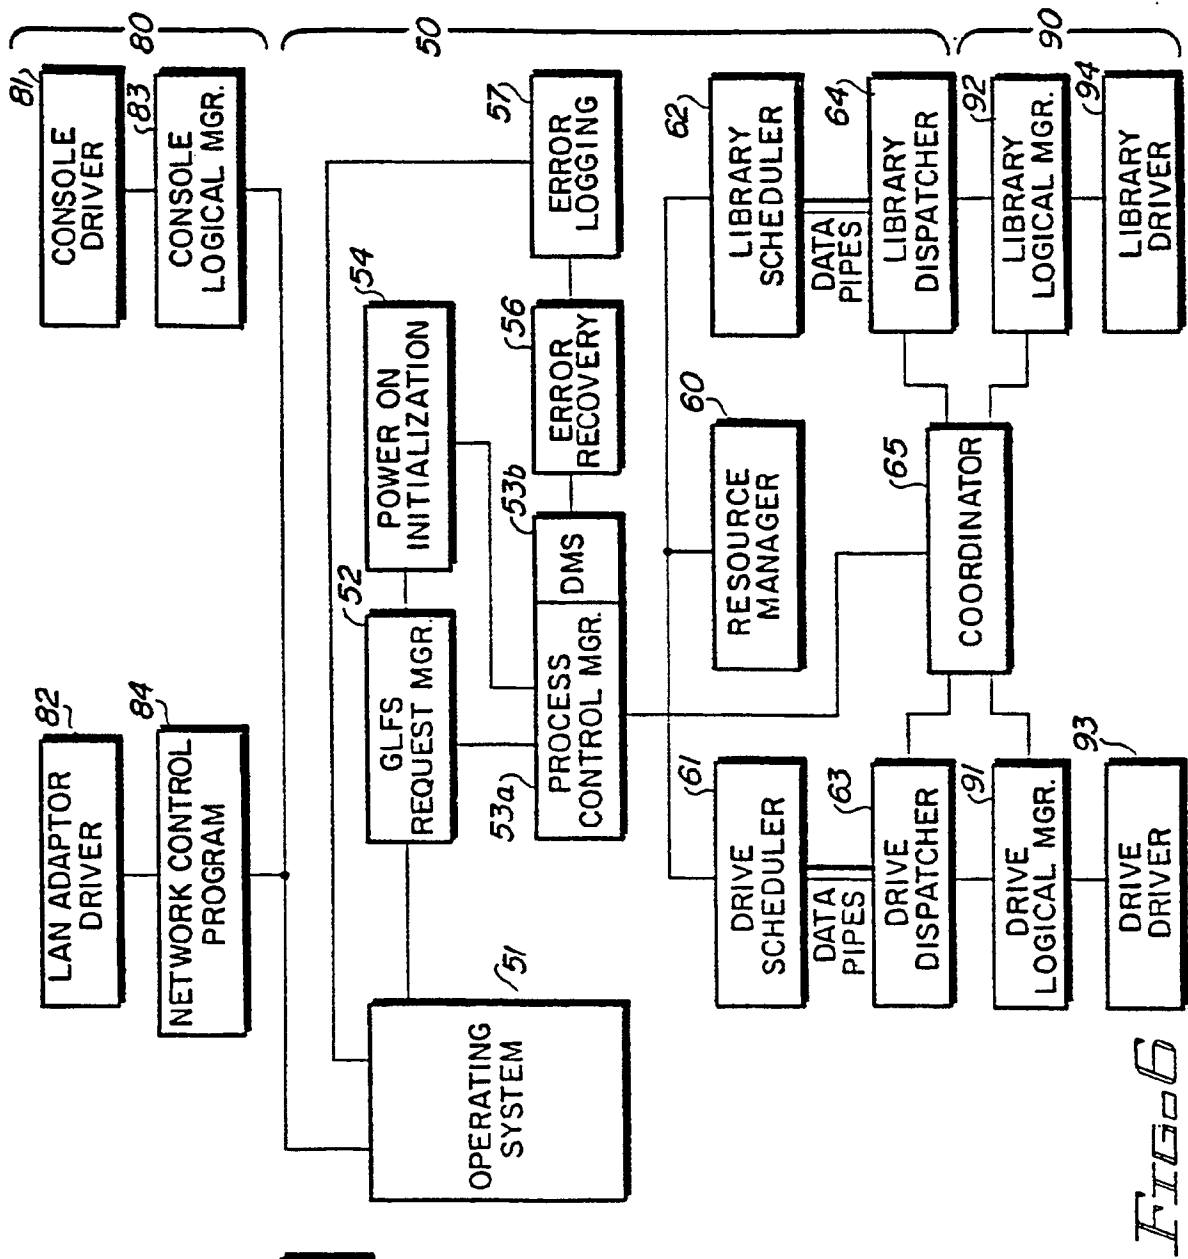 80
LAN ADAPTOR
DRIVER
82
CONSOLE
DRIVER
81
NETWORK CONTROL
PROGRAM
84
CONSOLE
LOGICAL MGR.
83
50
OPERATING
SYSTEM
51
GLFS
REQUEST MGR.
52
POWER ON
INITIALIZATION
54
53a
PROCESS
CONTROL MGR.
DMS
53b
ERROR
RECOVERY
56
ERROR
LOGGING
57
DRIVE
SCHEDULER
61
RESOURCE
MANAGER
60
LIBRARY
SCHEDULER
62
DATA
PIPES
DATA
PIPES
DRIVE
DISPATCHER
63
LIBRARY
DISPATCHER
64
COORDINATOR
65
90
DRIVE
LOGICAL MGR.
91
LIBRARY
LOGICAL MGR.
92
DRIVE
DRIVER
93
LIBRARY
DRIVER
94
FIG-6